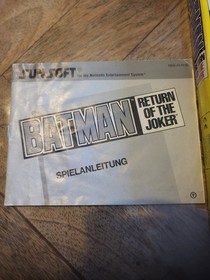 SUNSOFT
for the Nintendo Entertainment System
BATMAN
RETURN
OF THE
JOKER
SPIELANLEITUNG